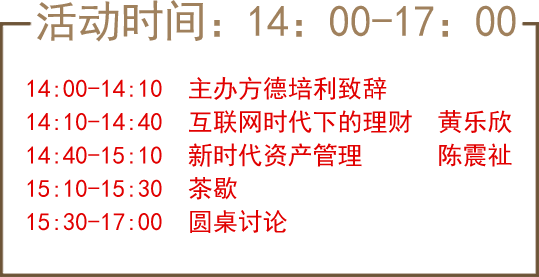 活动时间：14：00-17：00
14:00-14:10 主办方德培利致辞
14:10-14:40 互联网时代下的理财 黄乐欣
14:40-15:10 新时代资产管理 陈震祉
15:10-15:30 茶歇
15:30-17:00 圆桌讨论